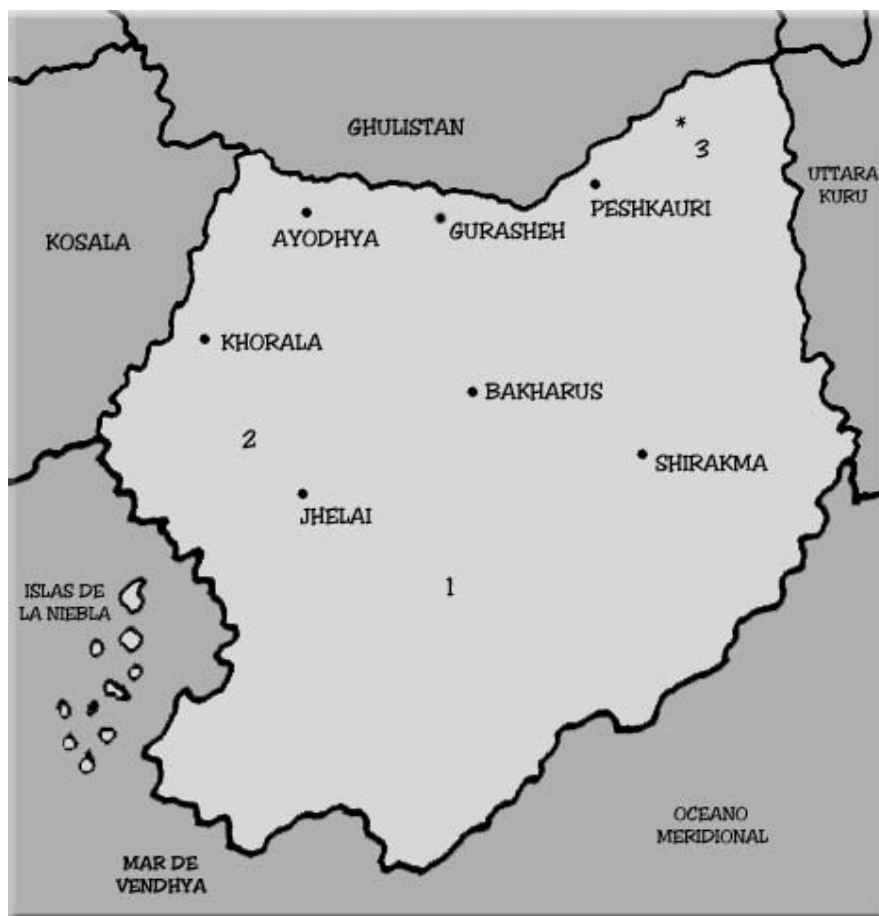 GHULISTAN
*
3
UTTARA
KURU
PESHKAURI
KOSALA
AYODHYA
GURASHEH
KHORALA
BAKHARUS
2
SHIRAKMA
JHELAI
1
ISLAS DE
LA NIEBLA
OCEANO
MERIDIONAL
MAR DE
VENDHYA